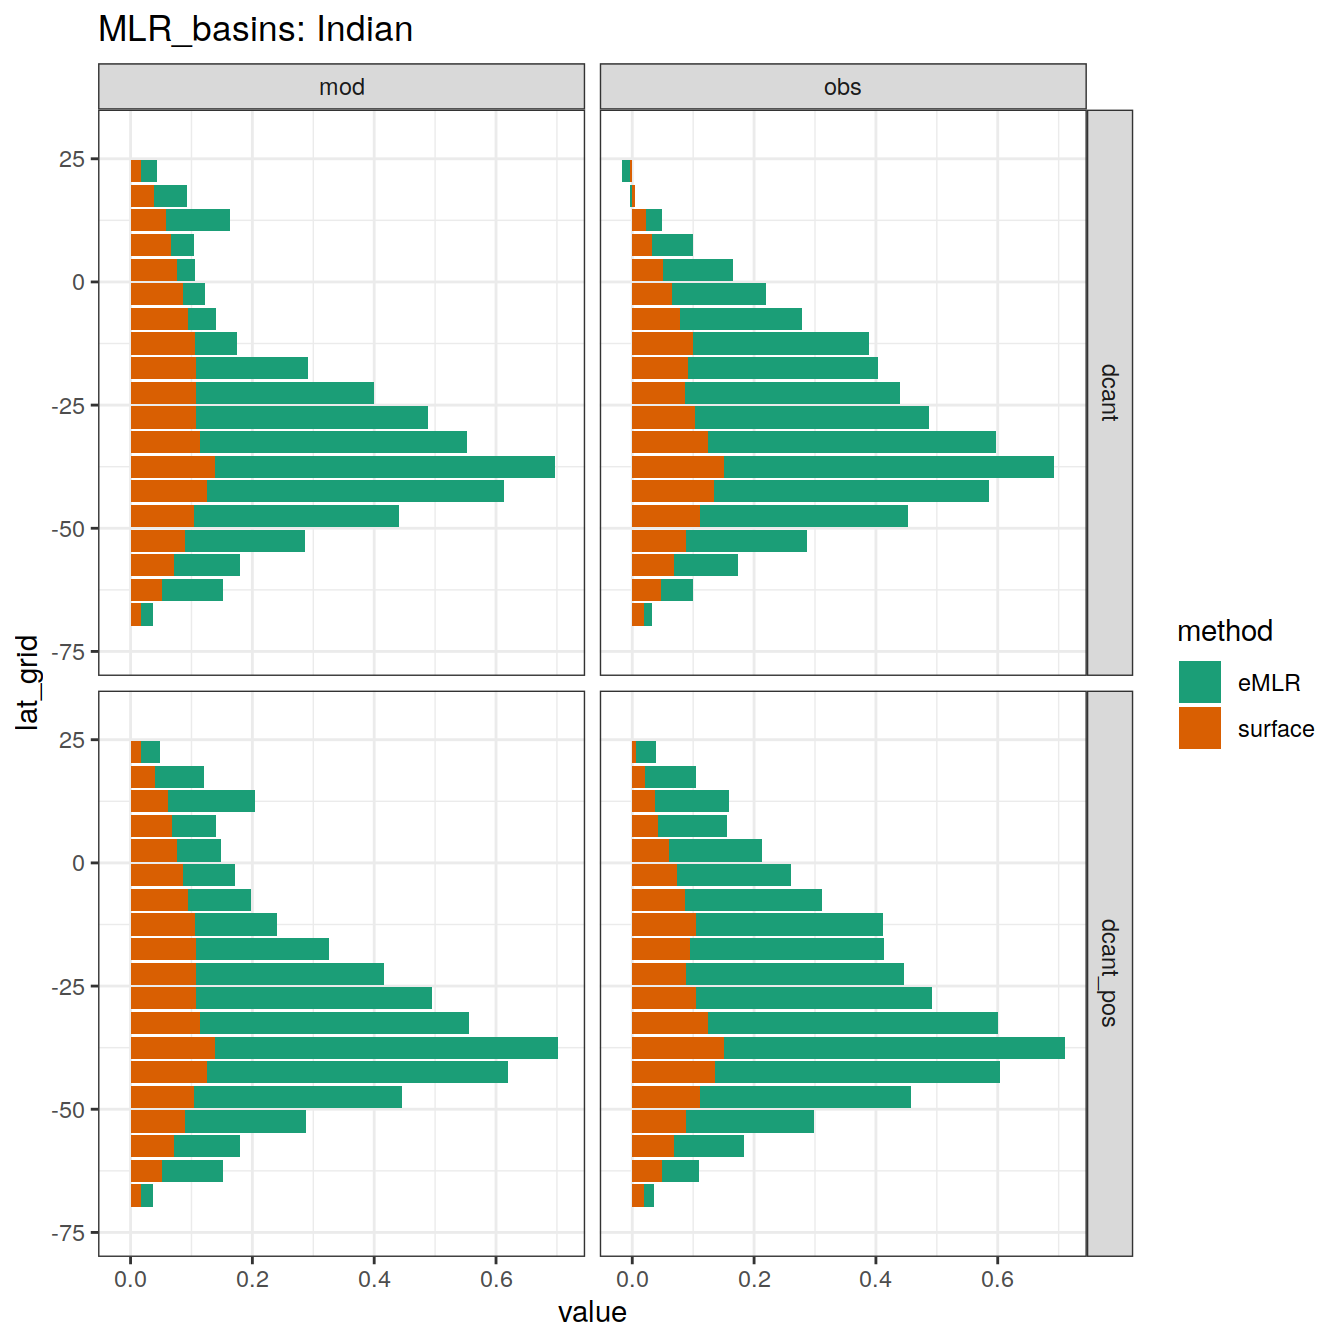 MLR_basins: Indian
mod
obs
25
0
-25
-50
-75
dcant
25
0
-25
-50
-75
dcant_pos
lat_grid
0.0 0.2 0.4 0.6
0.0 0.2 0.4 0.6
value
method
eMLR
surface